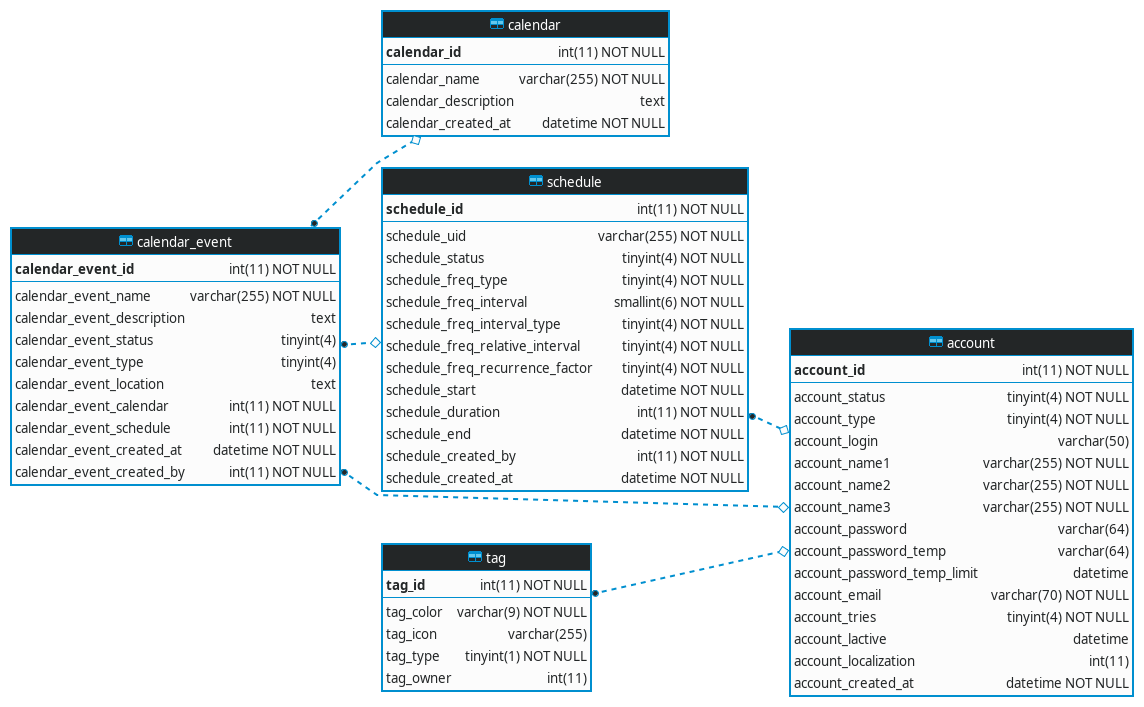 calendar
calendar_id int(11) NOT NULL
calendar_name varchar(255) NOT NULL
calendar_description text
calendar_created_at datetime NOT NULL
schedule
schedule_id int(11) NOT NULL
schedule_uid varchar(255) NOT NULL
schedule_status tinyint(4) NOT NULL
schedule_freq_type tinyint(4) NOT NULL
schedule_freq_interval smallint(6) NOT NULL
schedule_freq_interval_type tinyint(4) NOT NULL
schedule_freq_relative_interval tinyint(4) NOT NULL
schedule_freq_recurrence_factor tinyint(4) NOT NULL
schedule_start datetime NOT NULL
schedule_duration int(11) NOT NULL
schedule_end datetime NOT NULL
schedule_created_by int(11) NOT NULL
schedule_created_at datetime NOT NULL
calendar_event
calendar_event_id int(11) NOT NULL
calendar_event_name varchar(255) NOT NULL
calendar_event_description text
calendar_event_status tinyint(4)
calendar_event_type tinyint(4)
calendar_event_location text
calendar_event_calendar int(11) NOT NULL
calendar_event_schedule int(11) NOT NULL
calendar_event_created_at datetime NOT NULL
calendar_event_created_by int(11) NOT NULL
account
account_id int(11) NOT NULL
account_status tinyint(4) NOT NULL
account_type tinyint(4) NOT NULL
account_login varchar(50)
account_name1 varchar(255) NOT NULL
account_name2 varchar(255) NOT NULL
account_name3 varchar(255) NOT NULL
account_password varchar(64)
account_password_temp varchar(64)
account_password_temp_limit datetime
account_email varchar(70) NOT NULL
account_tries tinyint(4) NOT NULL
account_lactive datetime
account_localization int(11)
account_created_at datetime NOT NULL
tag
tag_id int(11) NOT NULL
tag_color varchar(9) NOT NULL
tag_icon varchar(255)
tag_type tinyint(1) NOT NULL
tag_owner int(11)